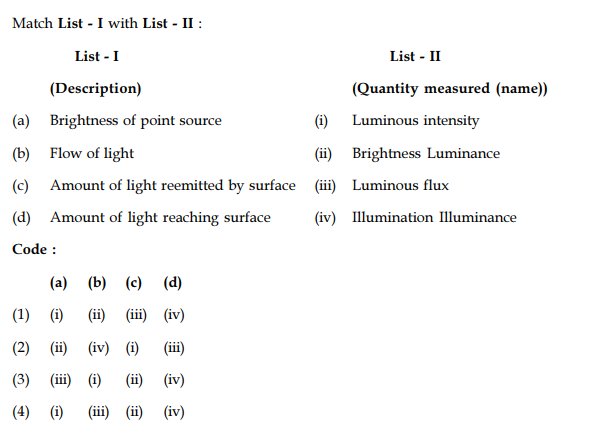 Match List - I with List - II :
List - I List - II
(Description) (Quantity measured (name))
(a) Brightness of point source (i) Luminous intensity
(b) Flow of light (ii) Brightness Luminance
(c) Amount of light reemitted by surface (iii) Luminous flux
(d) Amount of light reaching surface (iv) Illumination Illuminance
Code :
(a) (b) (c) (d)
(1) (i) (ii) (iii) (iv)
(2) (ii) (iv) (i) (iii)
(3) (iii) (i) (ii) (iv)
(4) (i) (iii) (ii) (iv)